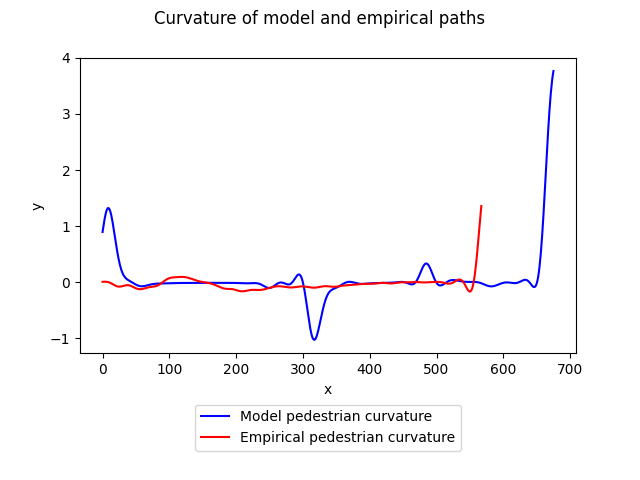 Curvature of model and empirical paths
4
3
2
1
0
−1
y
0 100 200 300 400 500 600 700
x
Model pedestrian curvature
Empirical pedestrian curvature